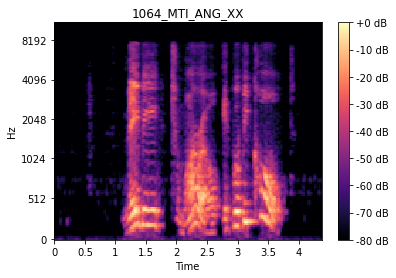 1064_MTI_ANG_XX
+0 dB
8192
-10 dB
4096
-20 dB
-30 dB
2048
Hz
-40 dB
1024
-50 dB
512
-60 dB
-70 dB
0
-80 dB
0 0.5 1 1.5 2 2.5 3 3.5 4
Time